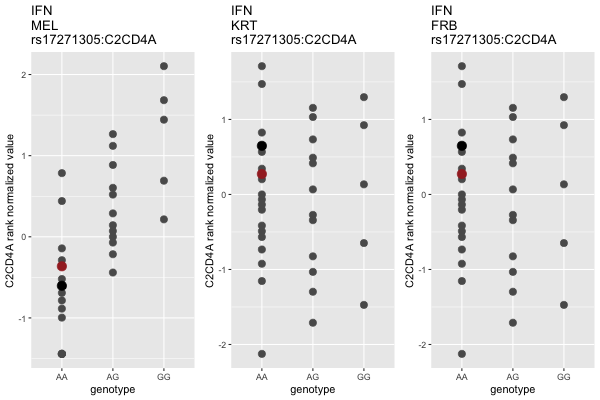 IFN
MEL
rs17271305:C2CD4A
C2CD4A rank normalized value
2
1
0
-1
AA
AG
GG
genotype
IFN
KRT
rs17271305:C2CD4A
C2CD4A rank normalized value
1
0
-1
-2
AA
AG
GG
genotype
IFN
FRB
rs17271305:C2CD4A
C2CD4A rank normalized value
1
0
-1
-2
AA
AG
GG
genotype